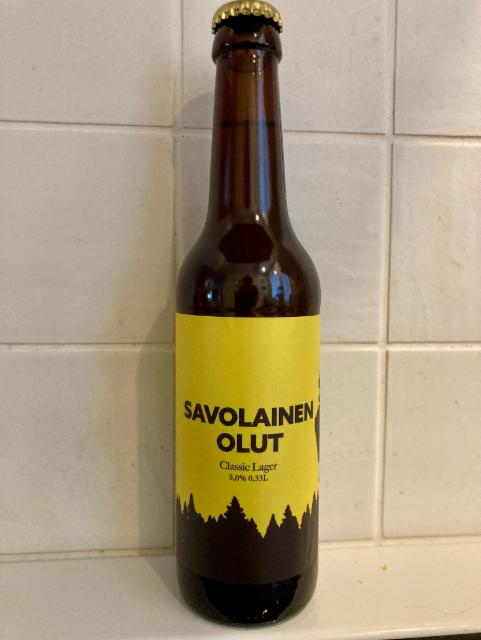 SAVOLAINEN
OLUT
Classic Lager
5,0% 0,33L